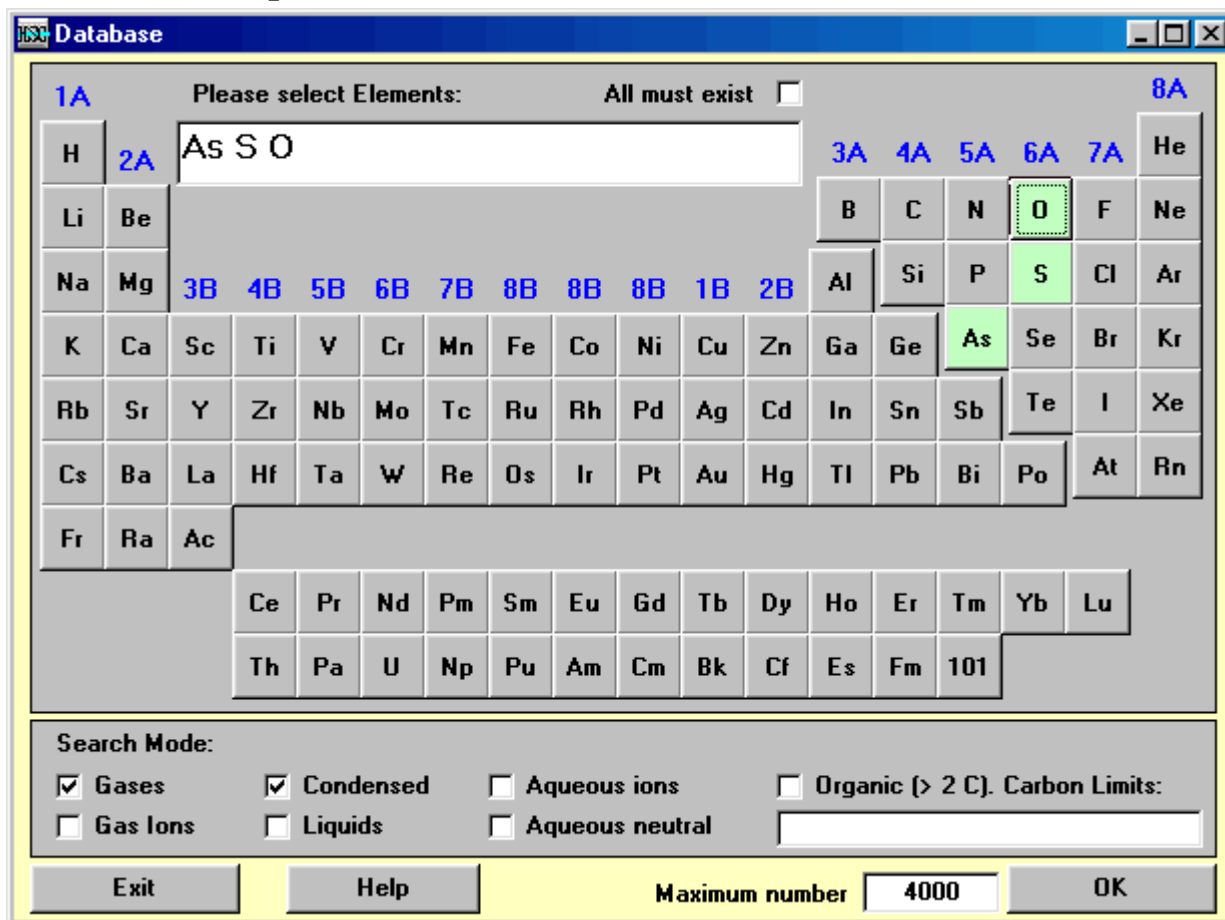 HSC Database
1A Please select Elements: All must exist 8A
As S O
H 2A 3A 4A 5A 6A 7A He
Li Be B C N O F Ne
Na Mg 3B 4B 5B 6B 7B 8B 8B 8B 1B 2B Al Si P S Cl Ar
K Ca Sc Ti V Cr Mn Fe Co Ni Cu Zn Ga Ge As Se Br Kr
Rb Sr Y Zr Nb Mo Tc Ru Rh Pd Ag Cd In Sn Sb Te I Xe
Cs Ba La Hf Ta W Re Os Ir Pt Au Hg Tl Pb Bi Po At Rn
Fr Ra Ac
Ce Pr Nd Pm Sm Eu Gd Tb Dy Ho Er Tm Yb Lu
Th Pa U Np Pu Am Cm Bk Cf Es Fm 101
Search Mode:
Gases Condensed Aqueous ions Organic (> 2 C). Carbon Limits:
Gas Ions Liquids Aqueous neutral
Exit Help Maximum number 4000 OK